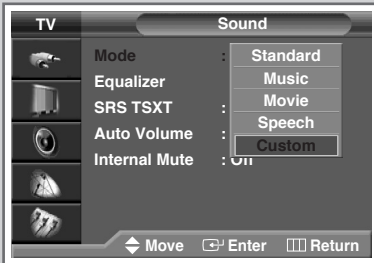 TV
Sound
Mode : Standard
Equalizer Music
SRS TSXT : Movie
Auto Volume : Speech
Internal Mute : Off
Custom
Move Enter Return